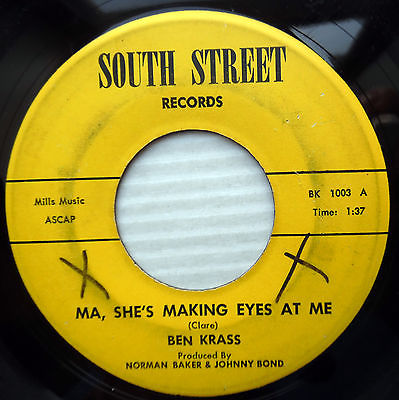 SOUTH STREET
RECORDS
Mills Music
ASCAP
BK 1003 A
Time: 1:37
X
X
MA, SHE'S MAKING EYES AT ME
(Clare)
BEN KRASS
Produced By
NORMAN BAKER & JOHNNY BOND